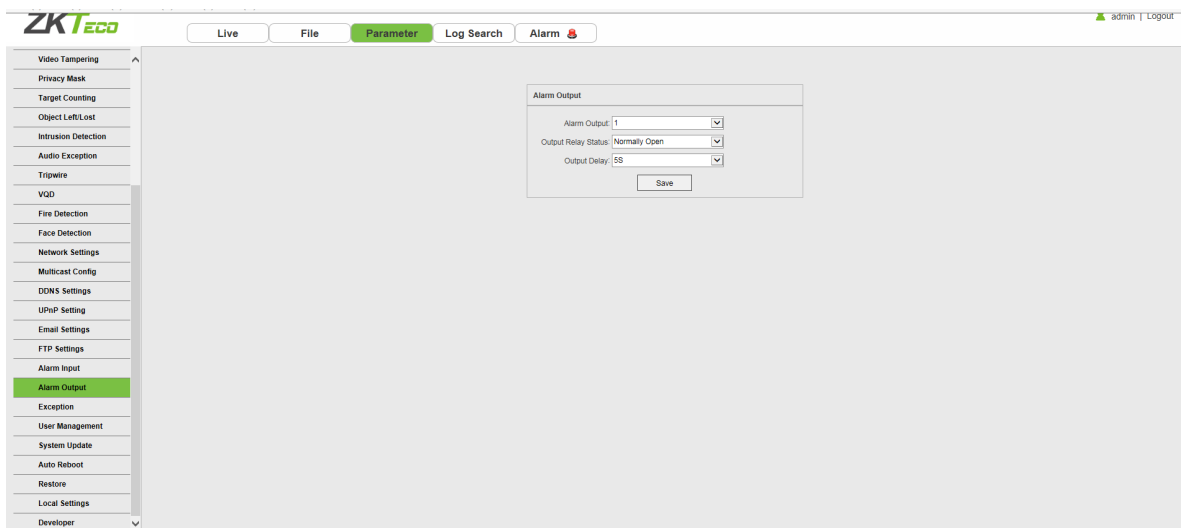 ZKTECO
admin | Logout
Live
File
Parameter
Log Search
Alarm
Video Tampering
Privacy Mask
Target Counting
Object Left/Lost
Intrusion Detection
Audio Exception
Tripwire
VQD
Fire Detection
Face Detection
Network Settings
Multicast Config
DDNS Settings
UPnP Setting
Email Settings
FTP Settings
Alarm Input
Alarm Output
Exception
User Management
System Update
Auto Reboot
Restore
Local Settings
Developer
Alarm Output
Alarm Output: 1
Output Relay Status: Normally Open
Output Delay: 5S
Save